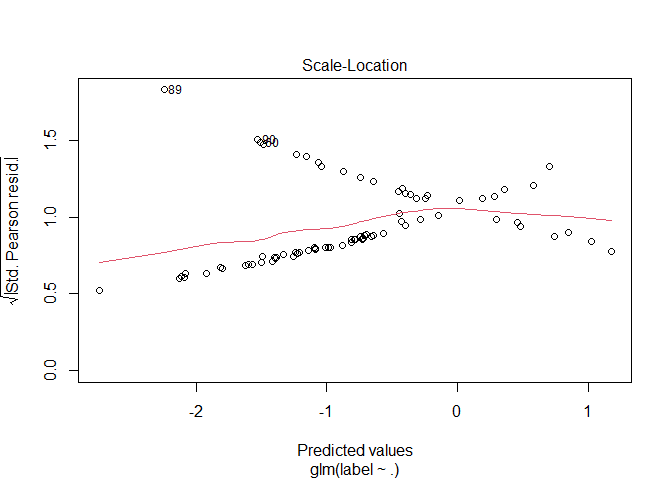 Scale-Location
√|Std. Pearson resid.|
1.5
1.0
0.5
0.0
89
60
-2
-1
0
1
Predicted values
glm(label ~ .)